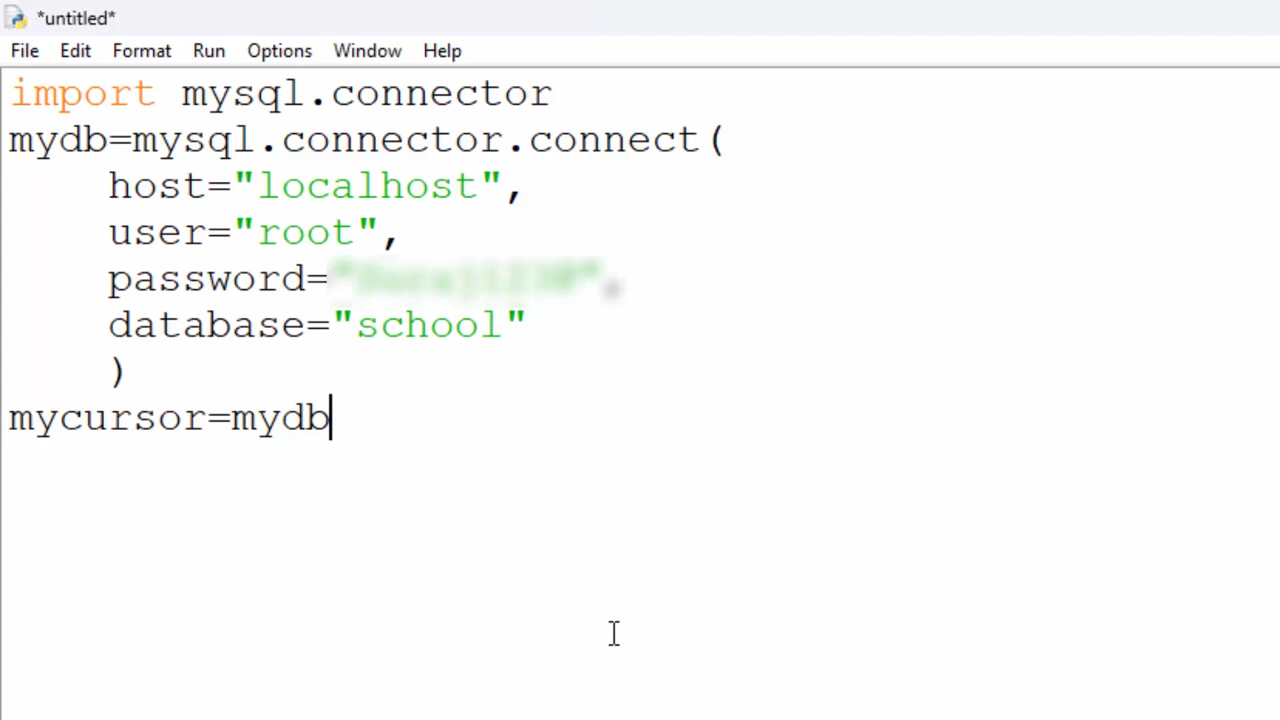 *untitled*
File Edit Format Run Options Window Help
import mysql.connector
mydb=mysql.connector.connect(
    host="localhost",
    user="root",
    password=
    database="school"
    )
mycursor=mydb